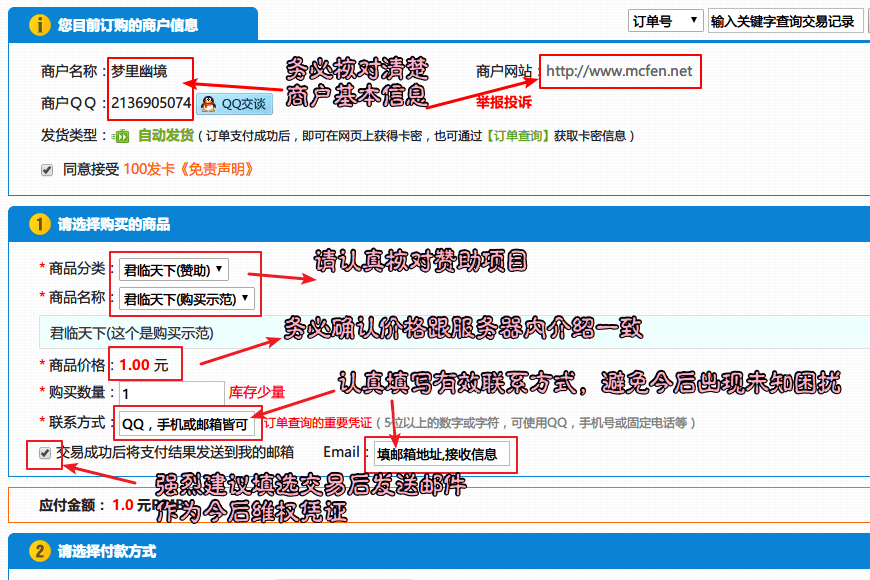 您目前订购的商户信息
订单号
输入关键字查询交易记录
商户名称：梦里幽境
务必核对清楚
商户基本信息
商户网站：http://www.mcfen.net
商户QQ：2136905074 QQ交谈
举报投诉
发货类型：自动发货（订单支付成功后，即可在网页上获得卡密，也可通过【订单查询】获取卡密信息）
同意接受 100发卡《免责声明》
1 请选择购买的商品
* 商品分类：君临天下(赞助)
请认真核对赞助项目
* 商品名称：君临天下(购买示范)
君临天下(这个是购买示范)
务必确认价格跟服务器内介绍一致
* 商品价格：1.00 元
* 购买数量：1 库存少量
认真填写有效联系方式，避免今后出现未知困扰
* 联系方式：QQ，手机或邮箱皆可 订单查询的重要凭证（5位以上的数字或字符，可使用QQ，手机号或固定电话等）
交易成功后将支付结果发送到我的邮箱 Email：填邮箱地址,接收信息
强烈建议填选交易后发送邮件
作为今后维权凭证
应付金额：1.0 元
2 请选择付款方式